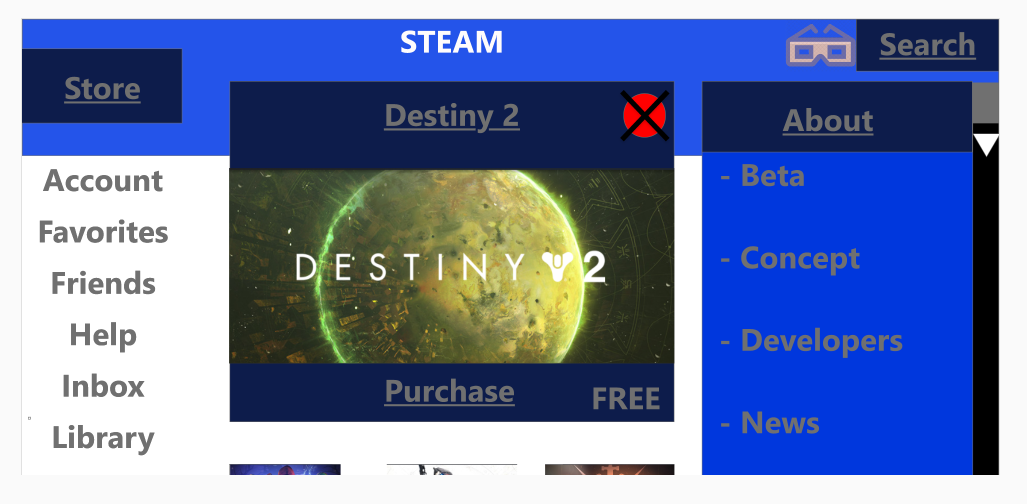 STEAM
Search
Store
Destiny 2
About
Account
Favorites
Friends
Help
Inbox
Library
DESTINY 2
Purchase
FREE
- Beta
- Concept
- Developers
- News